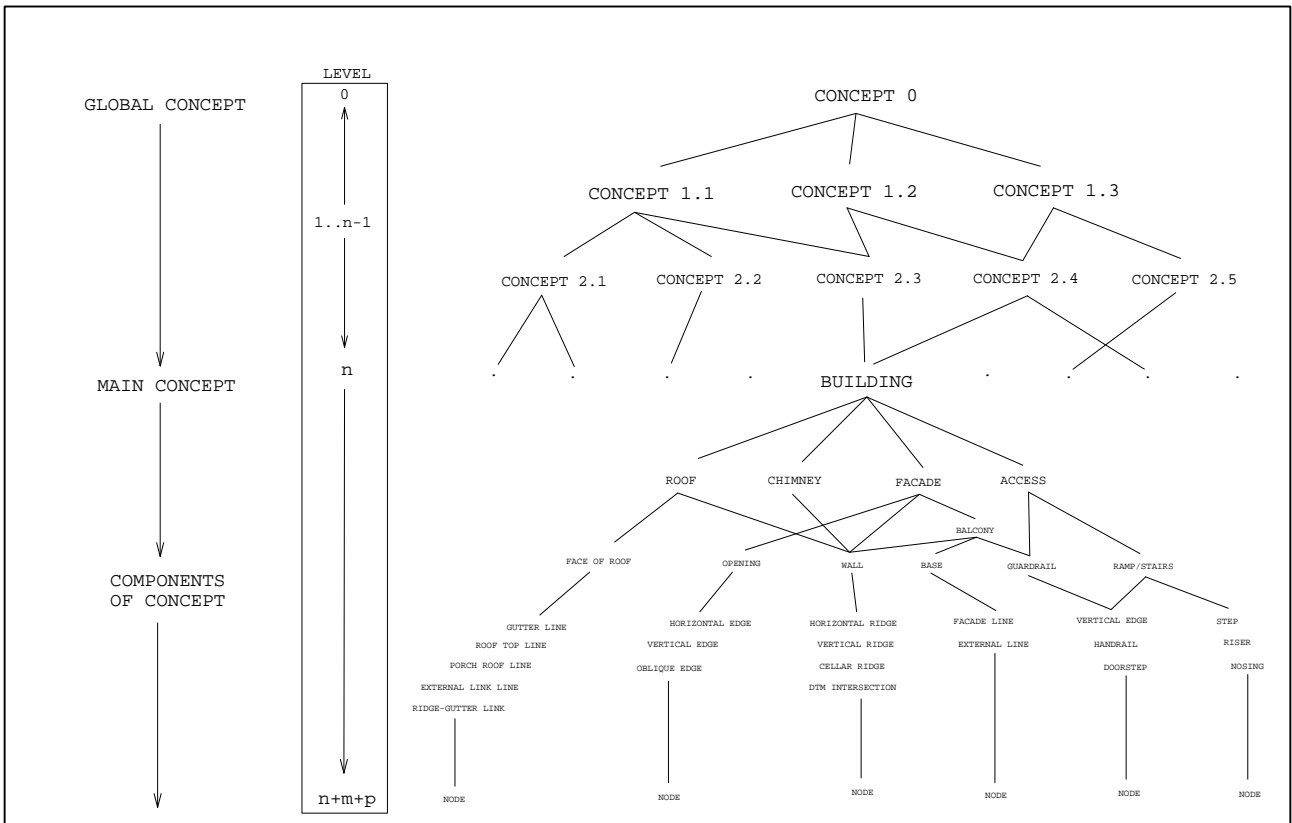 LEVEL
0
GLOBAL CONCEPT
CONCEPT 0
CONCEPT 1.1
CONCEPT 1.2
CONCEPT 1.3
1..n-1
CONCEPT 2.1
CONCEPT 2.2
CONCEPT 2.3
CONCEPT 2.4
CONCEPT 2.5
n
MAIN CONCEPT
. . . .
BUILDING
. . . .
ROOF
CHIMNEY
FACADE
ACCESS
BALCONY
FACE OF ROOF
OPENING
WALL
BASE
GUARDRAIL
RAMP/STAIRS
COMPONENTS
OF CONCEPT
GUTTER LINE
ROOF TOP LINE
PORCH ROOF LINE
EXTERNAL LINK LINE
RIDGE-GUTTER LINK
HORIZONTAL EDGE
VERTICAL EDGE
OBLIQUE EDGE
HORIZONTAL RIDGE
VERTICAL RIDGE
CELLAR RIDGE
DTM INTERSECTION
FACADE LINE
EXTERNAL LINE
VERTICAL EDGE
HANDRAIL
DOORSTEP
STEP
RISER
NOSING
n+m+p
NODE
NODE
NODE
NODE
NODE
NODE